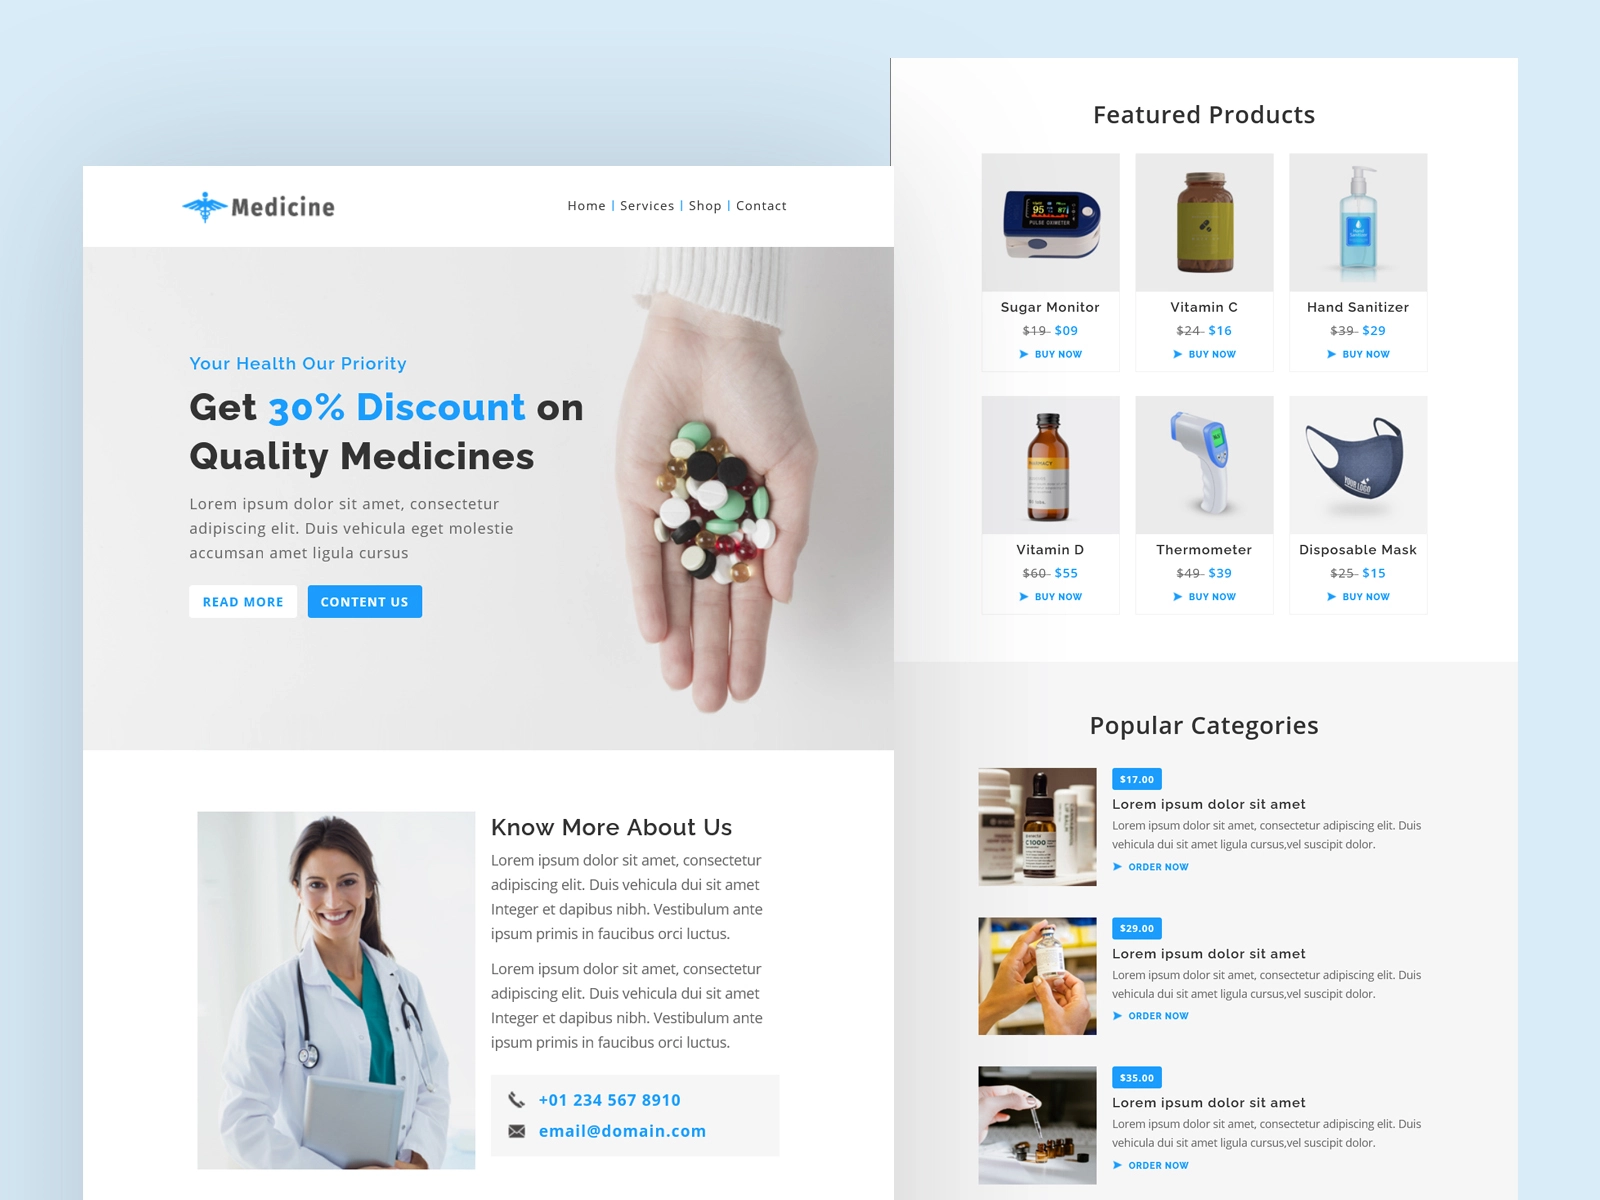 Medicine
Home | Services | Shop | Contact
Your Health Our Priority
Get 30% Discount on
Quality Medicines
Lorem ipsum dolor sit amet, consectetur
adipiscing elit. Duis vehicula eget molestie
accumsan amet ligula cursus
READ MORE
CONTENT US
Know More About Us
Lorem ipsum dolor sit amet, consectetur
adipiscing elit. Duis vehicula dui sit amet
Integer et dapibus nibh. Vestibulum ante
ipsum primis in faucibus orci luctus.
Lorem ipsum dolor sit amet, consectetur
adipiscing elit. Duis vehicula dui sit amet
Integer et dapibus nibh. Vestibulum ante
ipsum primis in faucibus orci luctus.
+01 234 567 8910
email@domain.com
Featured Products
95 87
PULSE OXIMETER
Sugar Monitor
$19 $09
BUY NOW
Vitamin C
$24 $16
BUY NOW
Hand
Sanitizer
Hand Sanitizer
$39 $29
BUY NOW
Vitamin D
$60 $55
BUY NOW
Thermometer
$49 $39
BUY NOW
YOUR LOGO
Disposable Mask
$25 $15
BUY NOW
Popular Categories
C1000
$17.00
Lorem ipsum dolor sit amet
Lorem ipsum dolor sit amet, consectetur adipiscing elit. Duis
vehicula dui sit amet ligula cursus,vel suscipit dolor.
ORDER NOW
$29.00
Lorem ipsum dolor sit amet
Lorem ipsum dolor sit amet, consectetur adipiscing elit. Duis
vehicula dui sit amet ligula cursus,vel suscipit dolor.
ORDER NOW
$35.00
Lorem ipsum dolor sit amet
Lorem ipsum dolor sit amet, consectetur adipiscing elit. Duis
vehicula dui sit amet ligula cursus,vel suscipit dolor.
ORDER NOW